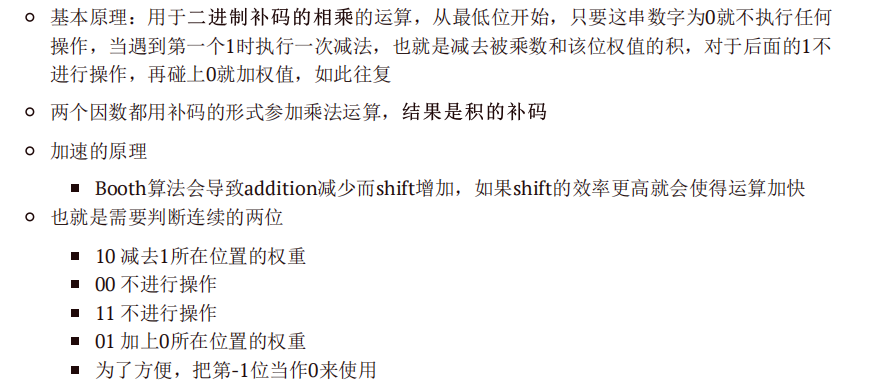 基本原理：用于二进制补码的相乘的运算，从最低位开始，只要这串数字为0就不执行任何
操作，当遇到第一个1时执行一次减法，也就是减去被乘数和该位权值的积，对于后面的1不
进行操作，再碰上0就加权值，如此往复
两个因数都用补码的形式参加乘法运算，结果是积的补码
加速的原理
Booth算法会导致addition减少而shift增加，如果shift的效率更高就会使得运算加快
也就是需要判断连续的两位
10 减去1所在位置的权重
00 不进行操作
11 不进行操作
01 加上0所在位置的权重
为了方便，把第-1位当作0来使用